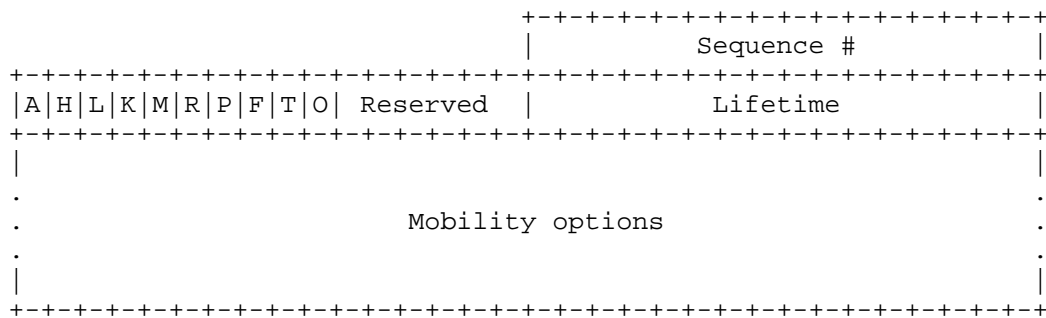 +-+-+-+-+-+-+-+-+-+-+-+-+-+-+-+-+
                                |          Sequence #           |
+-+-+-+-+-+-+-+-+-+-+-+-+-+-+-+-+-+-+-+-+-+-+-+-+-+-+-+-+-+-+-+-+
|A|H|L|K|M|R|P|F|T|O| Reserved  |           Lifetime            |
+-+-+-+-+-+-+-+-+-+-+-+-+-+-+-+-+-+-+-+-+-+-+-+-+-+-+-+-+-+-+-+-+
|                                                               |
.                                                               .
.                        Mobility options                       .
.                                                               .
|                                                               |
+-+-+-+-+-+-+-+-+-+-+-+-+-+-+-+-+-+-+-+-+-+-+-+-+-+-+-+-+-+-+-+-+